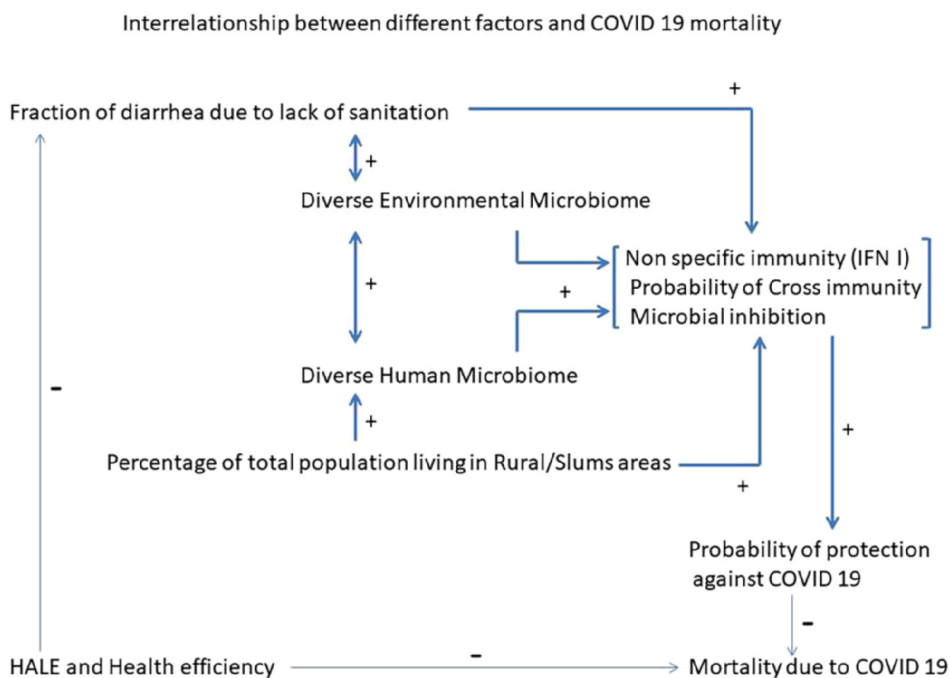 Interrelationship between different factors and COVID 19 mortality
+
Fraction of diarrhea due to lack of sanitation
+
Diverse Environmental Microbiome
Non specific immunity (IFN I)
+
Probability of Cross immunity
+
Microbial inhibition
Diverse Human Microbiome
-
+
+
Percentage of total population living in Rural/Slums areas
+
Probability of protection
against COVID 19
-
-
HALE and Health efficiency
Mortality due to COVID 19